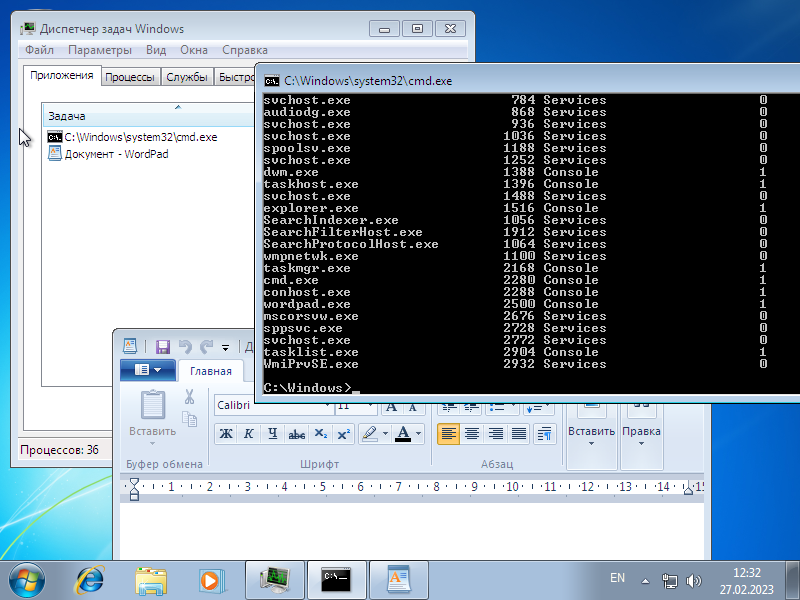 Диспетчер задач Windows
Файл Параметры Вид Окна Справка
Приложения Процессы Службы
Задача
C:\Windows\system32\cmd.exe
Документ - WordPad
Процессов: 36
C:\Windows\system32\cmd.exe
svchost.exe 784 Services 0
audiodg.exe 868 Services 0
svchost.exe 936 Services 0
svchost.exe 1036 Services 0
spoolsv.exe 1188 Services 0
svchost.exe 1252 Services 0
dwm.exe 1388 Console 1
taskhost.exe 1396 Console 1
svchost.exe 1488 Services 0
explorer.exe 1516 Console 1
SearchIndexer.exe 1056 Services 0
SearchFilterHost.exe 1912 Services 0
SearchProtocolHost.exe 1064 Services 0
wmpnetwk.exe 1100 Services 0
taskmgr.exe 2168 Console 1
cmd.exe 2280 Console 1
conhost.exe 2288 Console 1
wordpad.exe 2500 Console 1
mscorsvw.exe 2676 Services 0
sppsvc.exe 2728 Services 0
svchost.exe 2772 Services 0
tasklist.exe 2904 Console 1
WmiPrvSE.exe 2932 Services 0
C:\Windows>_
Главная
Calibri 11
Вставить
Ж К Ч abc X₂ X² A
Вставить Правка
Буфер обмена Шрифт Абзац
1 2 3 4 5 6 7 8 9 10 11 12 13 14 15
EN 12:32
27.02.2023